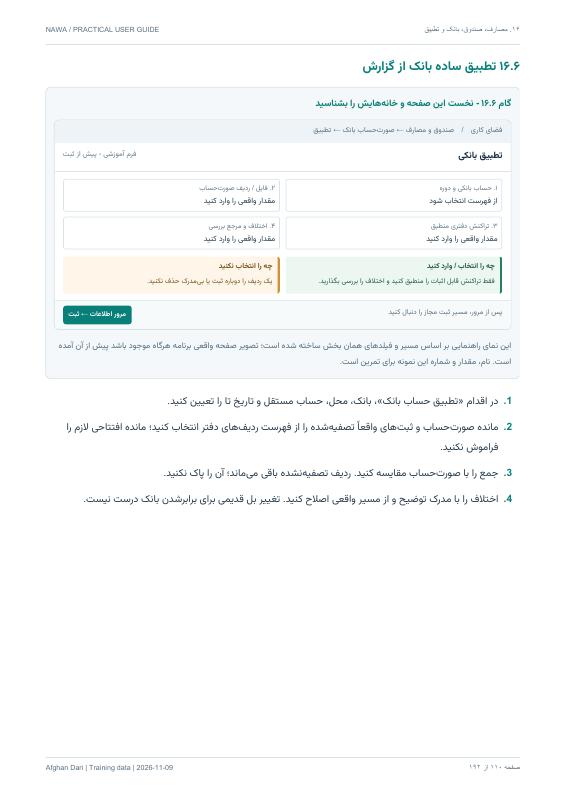 ۱۴. مصارف، صندوق، بانک و تطبیق
NAWA / PRACTICAL USER GUIDE
۱۶.۶ تطبیق ساده بانک از گزارش
گام ۱۶.۶ - نخست این صفحه و خانه‌هایش را بشناسید
فضای کاری / صندوق و مصارف ← صورت‌حساب بانک ← تطبیق
تطبیق بانکی
فرم آموزشی - پیش از ثبت
۱. حساب بانکی و دوره
از فهرست انتخاب شود
۲. فایل / ردیف صورت‌حساب
مقدار واقعی را وارد کنید
۳. تراکنش دفتری منطبق
مقدار واقعی را وارد کنید
۴. اختلاف و مرجع بررسی
مقدار واقعی را وارد کنید
چه را انتخاب / وارد کنید
فقط تراکنش قابل اثبات را منطبق کنید و اختلاف را بررسی بگذارید.
چه را انتخاب نکنید
یک ردیف را دوباره ثبت یا بی‌مدرک حذف نکنید.
پس از مرور، مسیر ثبت مجاز را دنبال کنید
مرور اطلاعات ← ثبت
این نمای راهنمایی بر اساس مسیر و فیلدهای همان بخش ساخته شده است؛ تصویر صفحه واقعی برنامه هرگاه موجود باشد پیش از آن آمده
است. نام، مقدار و شماره این نمونه برای تمرین است.
1. در اقدام «تطبیق حساب بانک»، بانک، محل، حساب مستقل و تاریخ تا را تعیین کنید.
2. مانده صورت‌حساب و ثبت‌های واقعاً تصفیه‌شده را از فهرست ردیف‌های دفتر انتخاب کنید؛ مانده افتتاحی لازم را
فراموش نکنید.
3. جمع را با صورت‌حساب مقایسه کنید. ردیف تصفیه‌نشده باقی می‌ماند؛ آن را پاک نکنید.
4. اختلاف را با مدرک توضیح و از مسیر واقعی اصلاح کنید. تغییر بل قدیمی برای برابرشدن بانک درست نیست.
صفحه ۱۱۰ از ۱۹۲
Afghan Dari | Training data | 2026-11-09